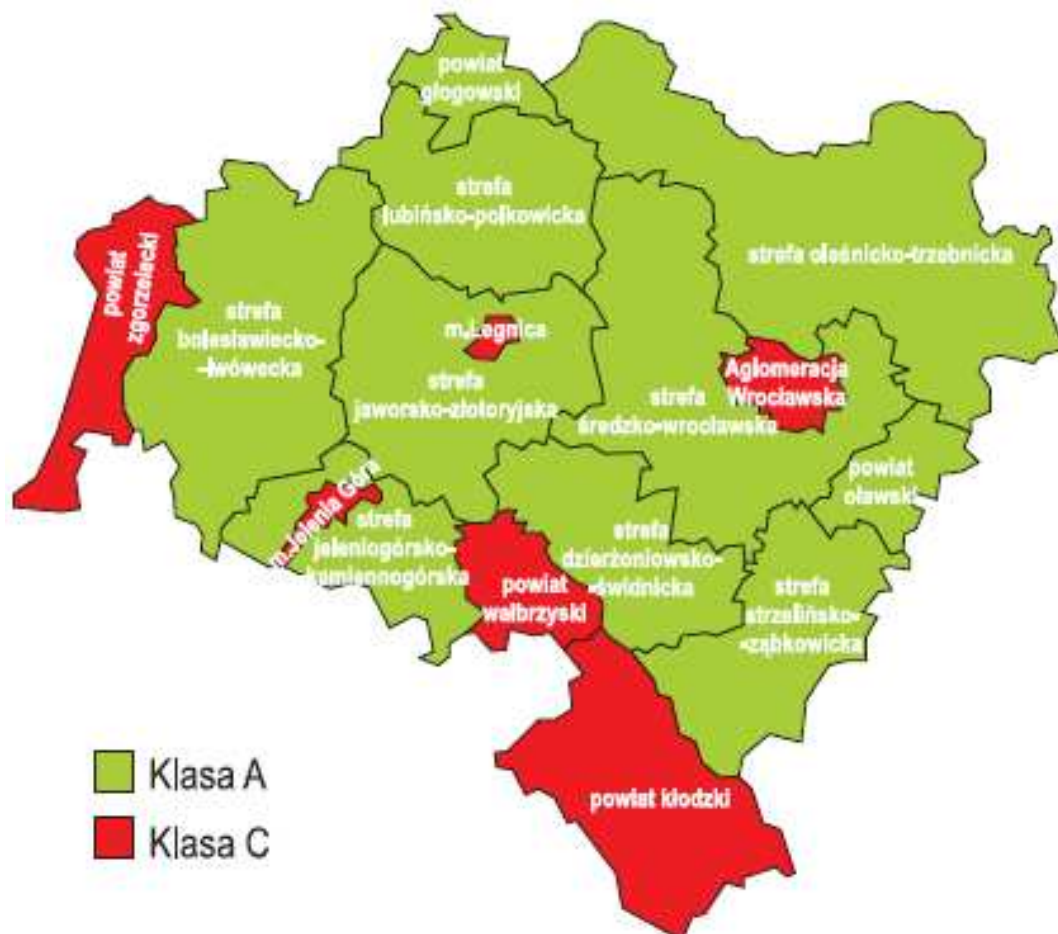 powiat
głogowski
strefa
lubińsko-polkowicka
strefa oleśnicko-trzebnicka
powiat
zgorzelecki
strefa
bolesławiecko-
-lwówecka
m.Legnica
strefa
jaworsko-złotoryjska
Aglomeracja
Wrocławska
strefa
średzko-wrocławska
powiat
oławski
m.Jelenia Góra
strefa
jeleniogórsko-
kamiennogórska
powiat
wałbrzyski
strefa
dzierżoniowsko-
-świdnicka
strefa
strzelińsko-
-ząbkowicka
powiat kłodzki
Klasa A
Klasa C